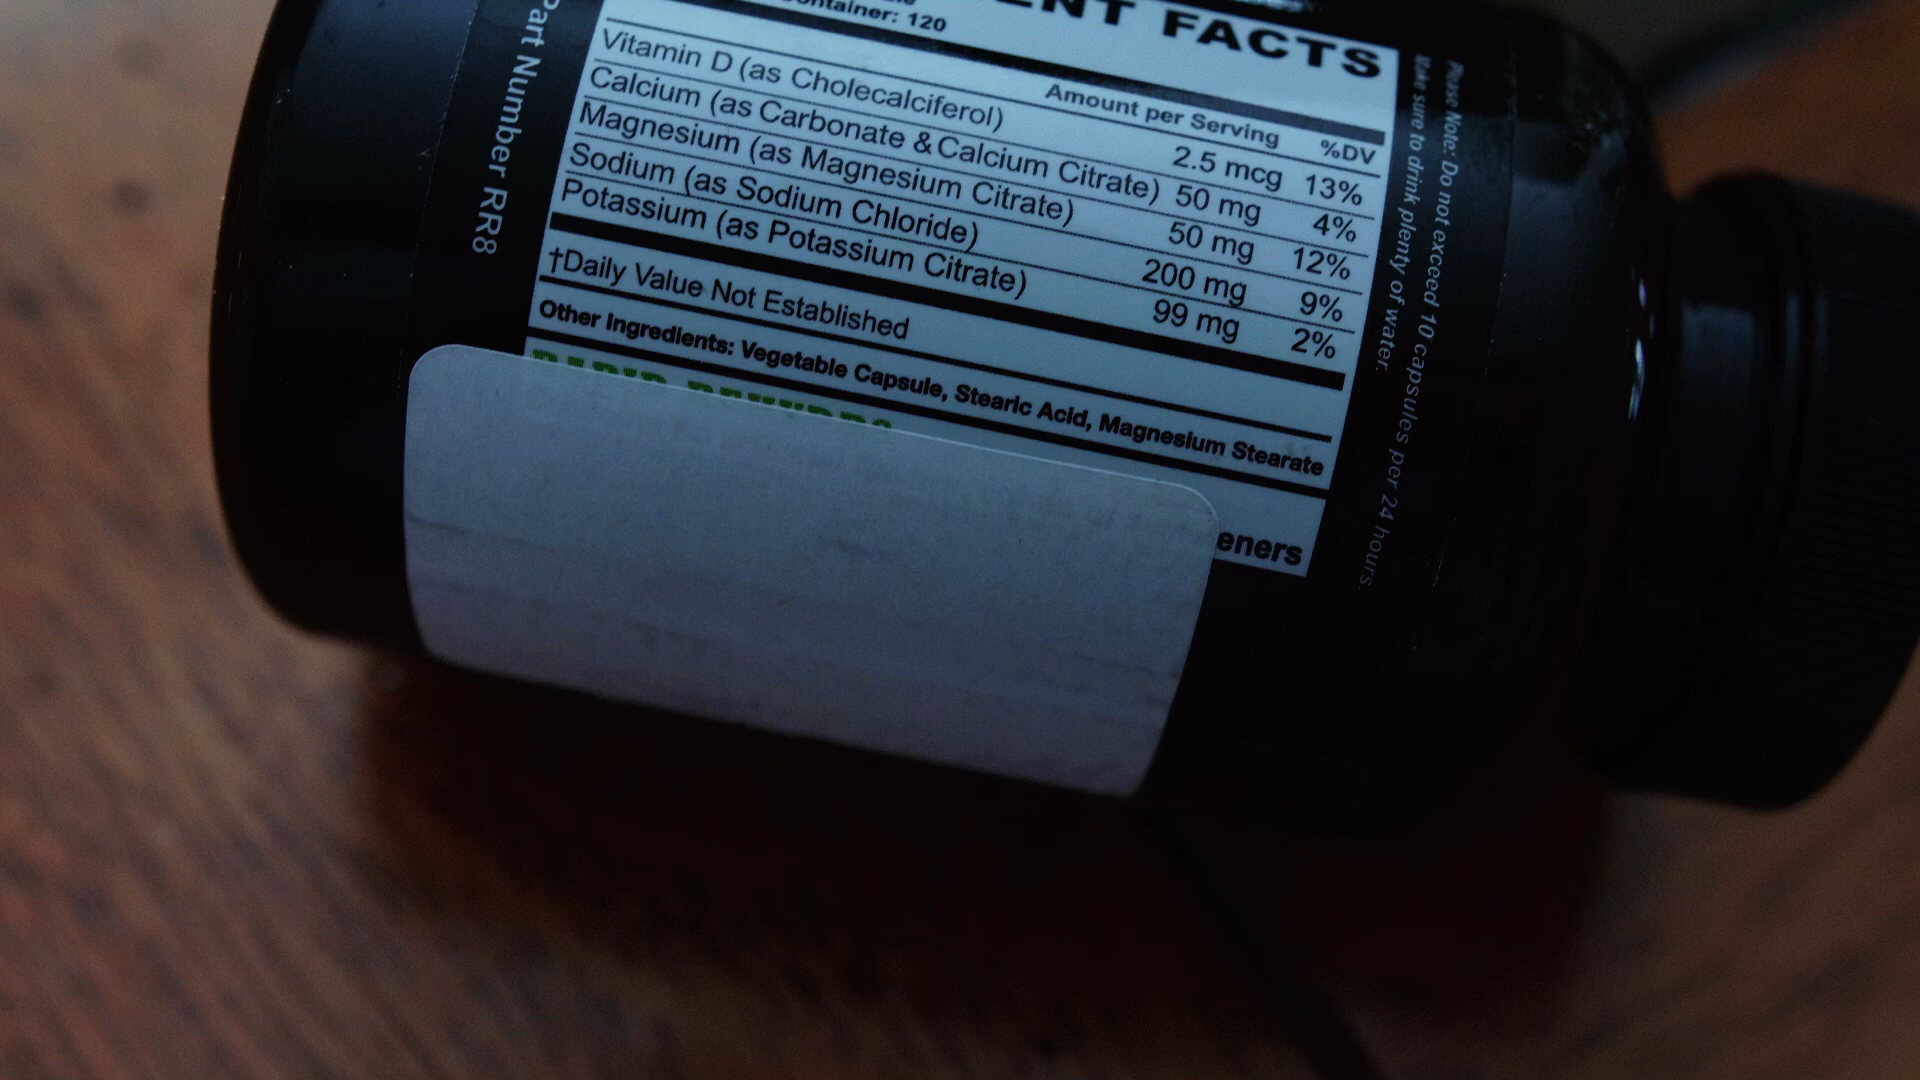 ENT FACTS
ontainer: 120
Amount per Serving %DV
Vitamin D (as Cholecalciferol) 2.5 mcg 13%
Calcium (as Carbonate & Calcium Citrate) 50 mg 4%
Magnesium (as Magnesium Citrate) 50 mg 12%
Sodium (as Sodium Chloride) 200 mg 9%
Potassium (as Potassium Citrate) 99 mg 2%
†Daily Value Not Established
Other Ingredients: Vegetable Capsule, Stearic Acid, Magnesium Stearate
eners
Part Number RR8
Please Note: Do not exceed 10 capsules per 24 hours.
Make sure to drink plenty of water.